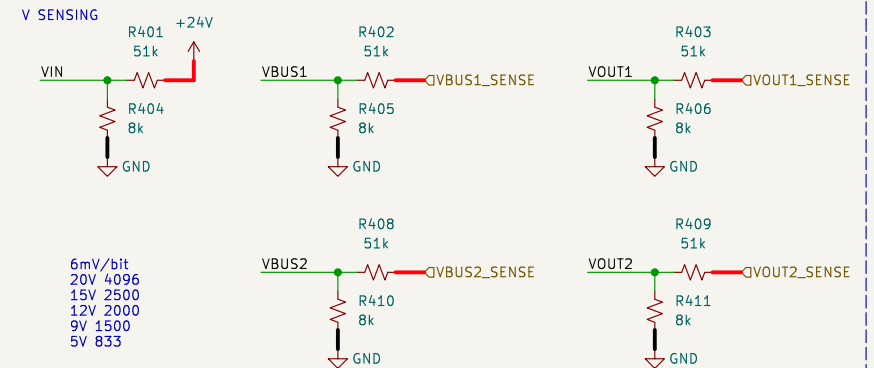 V SENSING
+24V
R401
51k
VIN
R404
8k
GND
R402
51k
VBUS1
VBUS1_SENSE
R405
8k
GND
R403
51k
VOUT1
VOUT1_SENSE
R406
8k
GND
6mV/bit
20V 4096
15V 2500
12V 2000
9V 1500
5V 833
R408
51k
VBUS2
VBUS2_SENSE
R410
8k
GND
R409
51k
VOUT2
VOUT2_SENSE
R411
8k
GND